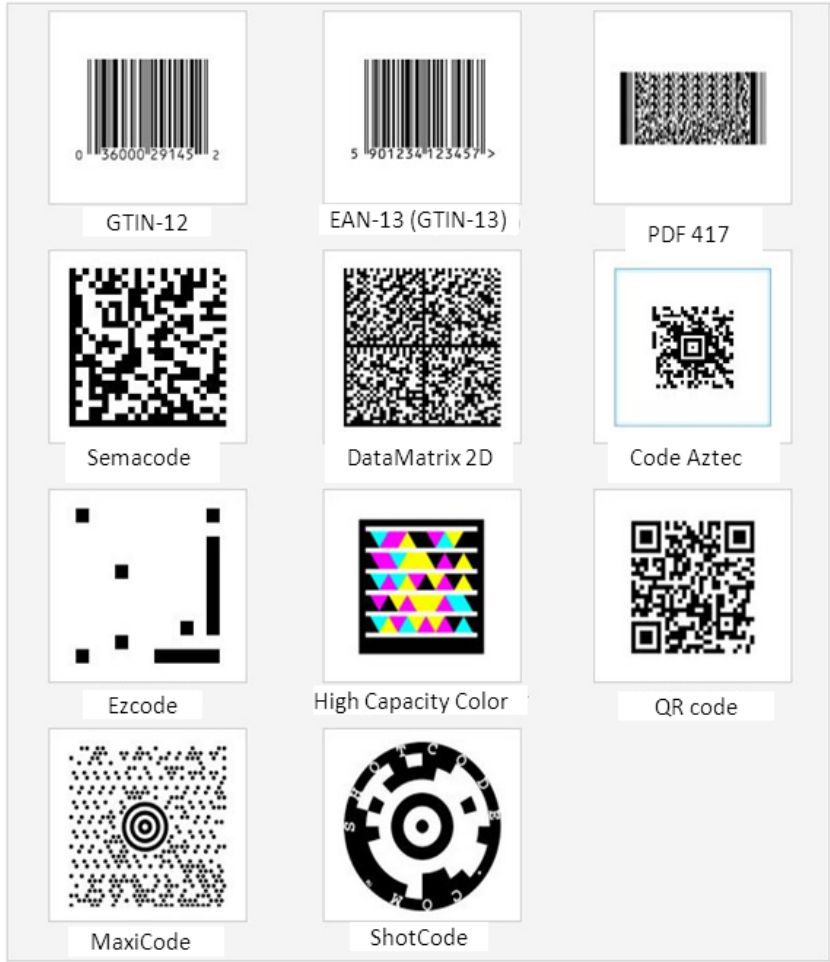 0 36000 29145 2
5 901234 123457 >
GTIN-12
EAN-13 (GTIN-13)
PDF 417
Semacode
DataMatrix 2D
Code Aztec
Ezcode
High Capacity Color
QR code
SHOTCODE.COM
MaxiCode
ShotCode